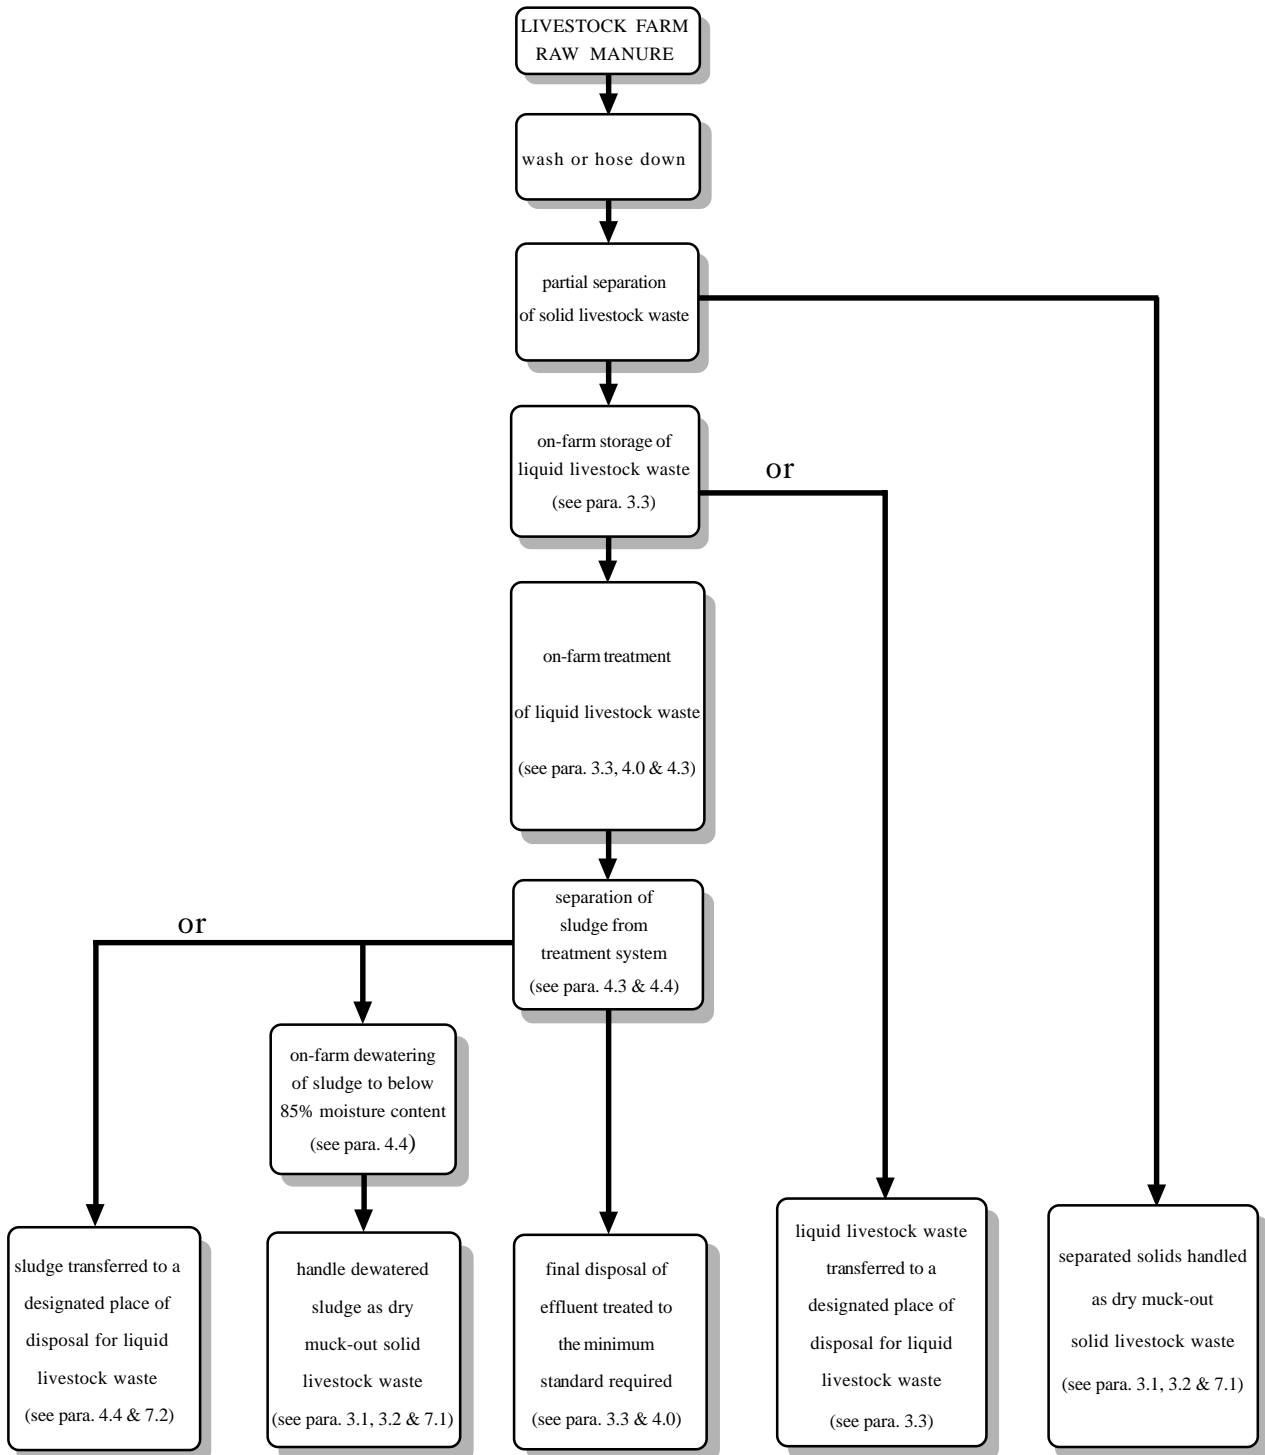 LIVESTOCK FARM
RAW MANURE
wash or hose down
partial separation
of solid livestock waste
on-farm storage of
liquid livestock waste
(see para. 3.3)
or
on-farm treatment
of liquid livestock waste
(see para. 3.3, 4.0 & 4.3)
separation of
sludge from
treatment system
(see para. 4.3 & 4.4)
or
on-farm dewatering
of sludge to below
85% moisture content
(see para. 4.4)
sludge transferred to a
designated place of
disposal for liquid
livestock waste
(see para. 4.4 & 7.2)
handle dewatered
sludge as dry
muck-out solid
livestock waste
(see para. 3.1, 3.2 & 7.1)
final disposal of
effluent treated to
the minimum
standard required
(see para. 3.3 & 4.0)
liquid livestock waste
transferred to a
designated place of
disposal for liquid
livestock waste
(see para. 3.3)
separated solids handled
as dry muck-out
solid livestock waste
(see para. 3.1, 3.2 & 7.1)